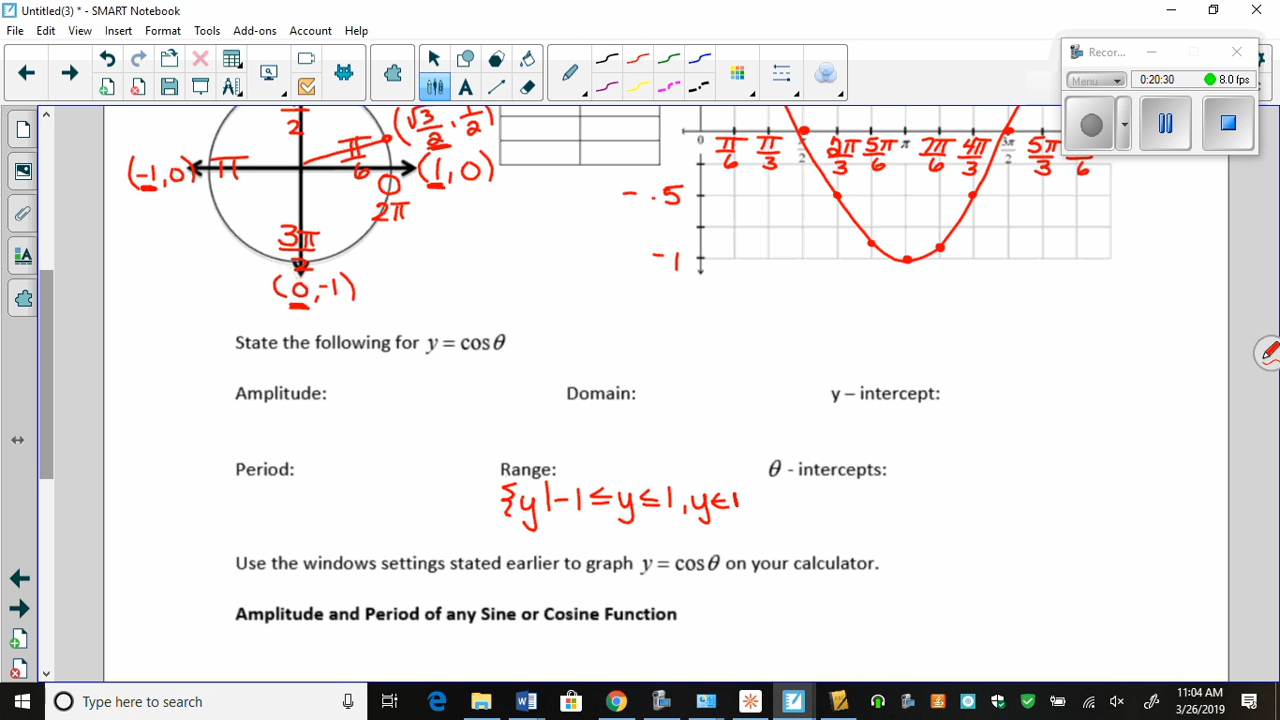 Untitled(3) * - SMART Notebook
File Edit View Insert Format Tools Add-ons Account Help
Recor...
Menu 0:20:30 8.0 fps
2
(√3/2, 1/2)
π/6
(-1,0) π (1,0)
0
2π
3π/2
(0,-1)
0 π/6 π/3 2 2π/3 5π/6 π 7π/6 4π/3 3π/2 5π/3 6
-.5
-1
State the following for y = cosθ
Amplitude: Domain: y – intercept:
Period: Range: θ - intercepts:
{y|-1≤y≤1,y∈
Use the windows settings stated earlier to graph y = cosθ on your calculator.
Amplitude and Period of any Sine or Cosine Function
Type here to search
11:04 AM
3/26/2019